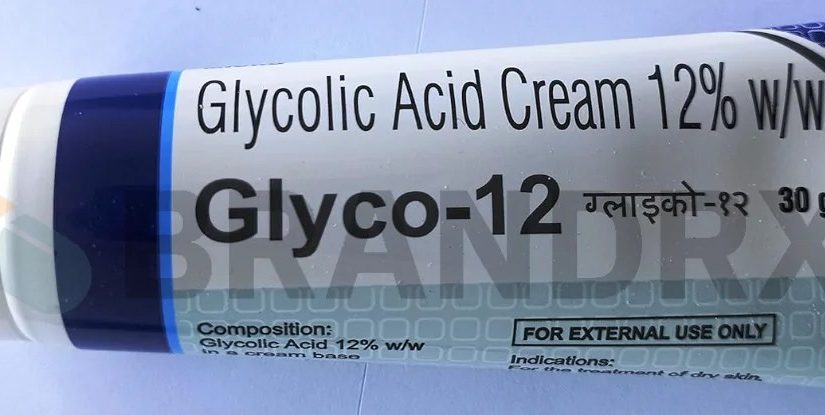 Glycolic Acid Cream 12% w/w
Glyco-12 ग्लाइको-१२ 30 g
BRANDRX
Composition:
Glycolic Acid 12% w/w
In a cream base
FOR EXTERNAL USE ONLY
Indications:
For the treatment of dry skin,